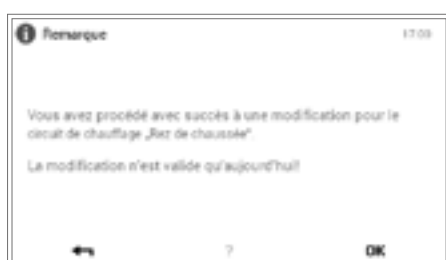 Remarque 17:09
Vous avez procédé avec succès à une modification pour le
circuit de chauffage „Rez de chaussée".
La modification n'est valide qu'aujourd'hui!
? OK